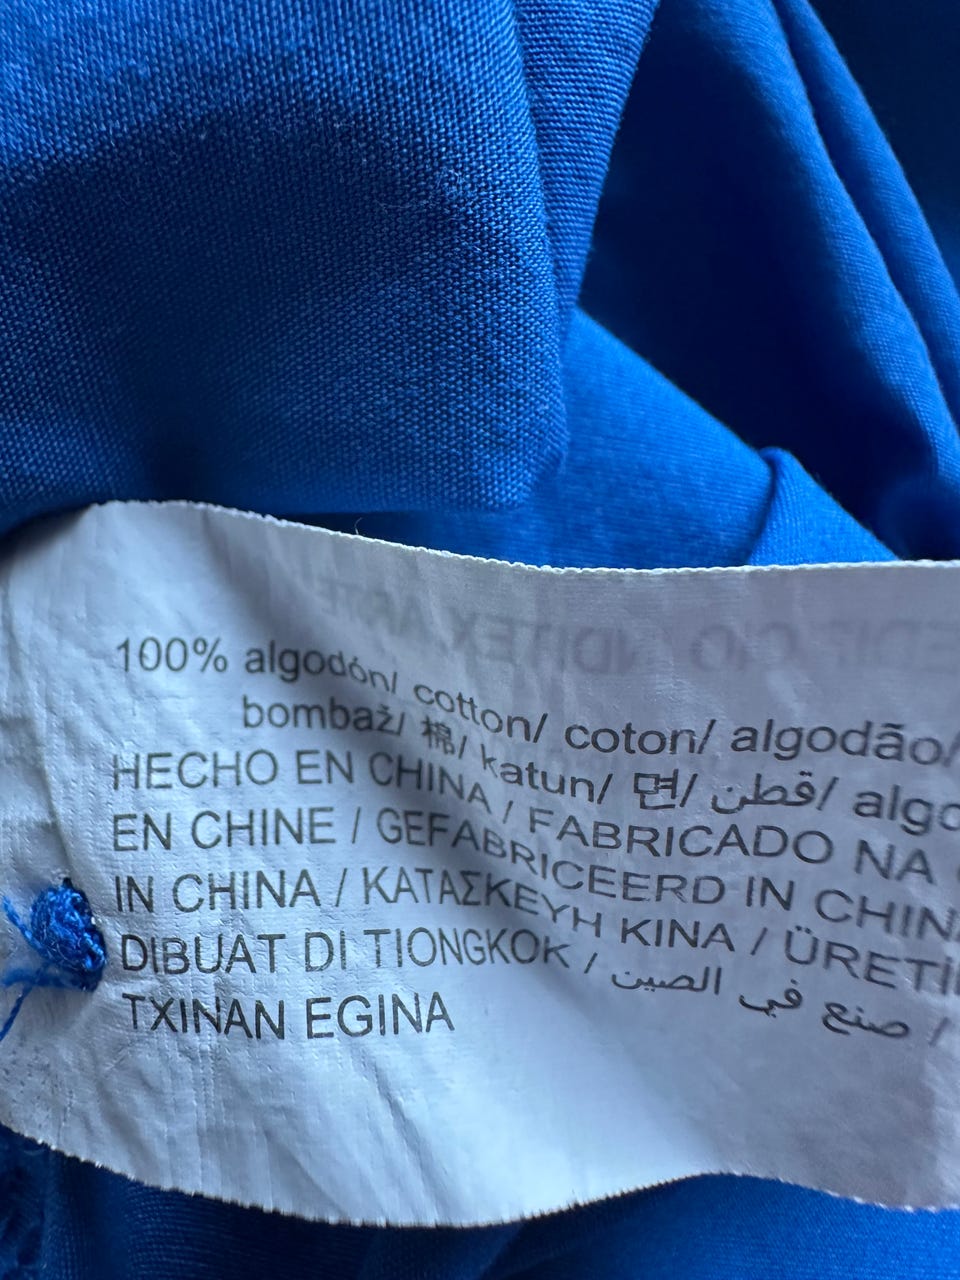 100% algodón/ cotton/ coton/ algodão/
bombaž/ 棉/ katun/ 면/ قطن/ algo
HECHO EN CHINA / FABRICADO NA
EN CHINE / GEFABRICEERD IN CHINA
IN CHINA / ΚΑΤΑΣΚΕΥΗ ΚΙΝΑ / ÜRETİ
DIBUAT DI TIONGKOK / صنع في الصين /
TXINAN EGINA